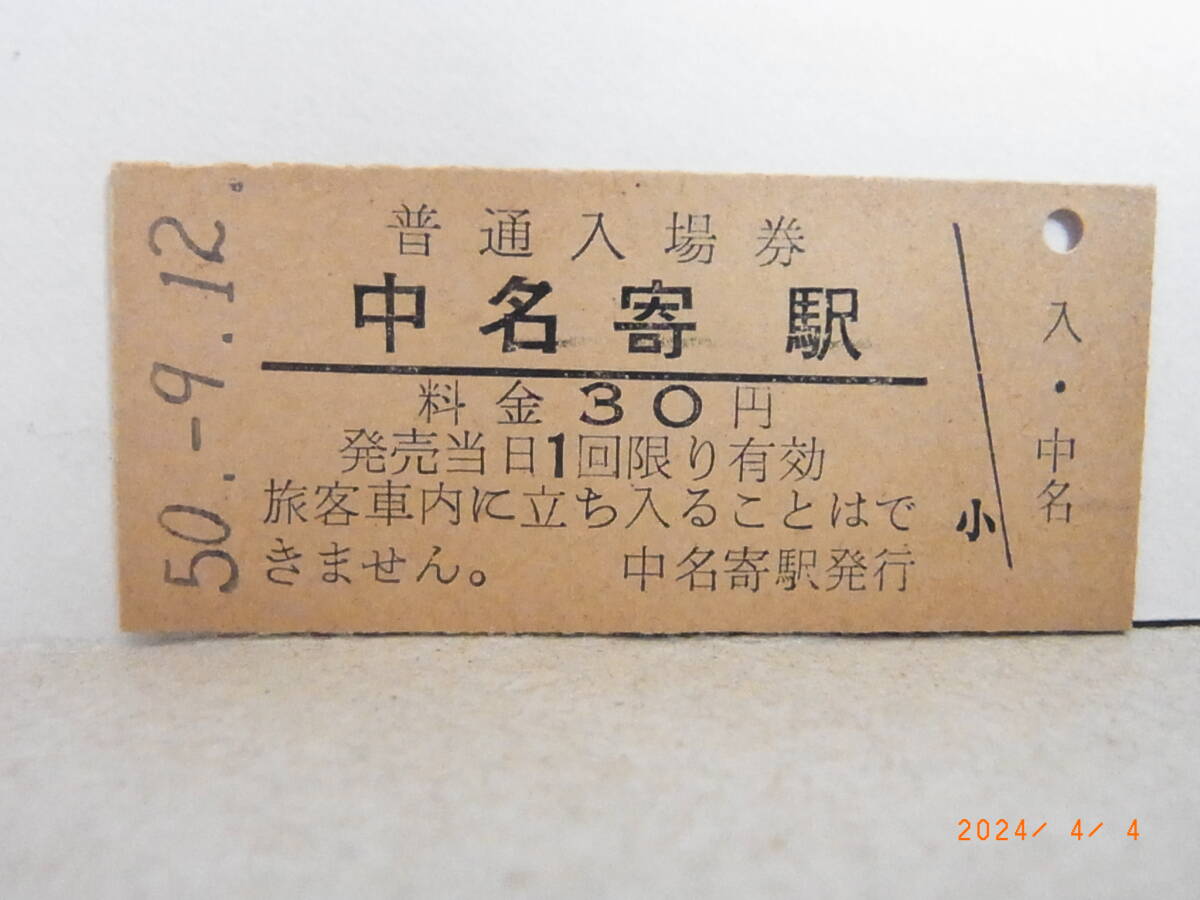 普通入場券
中名寄駅
料金30円
発売当日1回限り有効
旅客車内に立ち入ることはで
きません。 中名寄駅発行
50.-9.12.
小
入・中名
2024/ 4/ 4